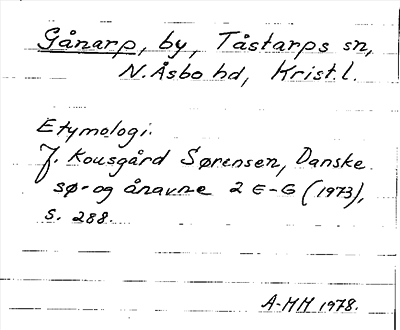 Gånarp, by, Tåstarps sn,
N. Åsbo hd, Krist. l.
Etymologi.
J. Kousgård Sørensen, Danske
sø- og ånavne 2 E-G (1973),
s. 288.
A-MH 1978.